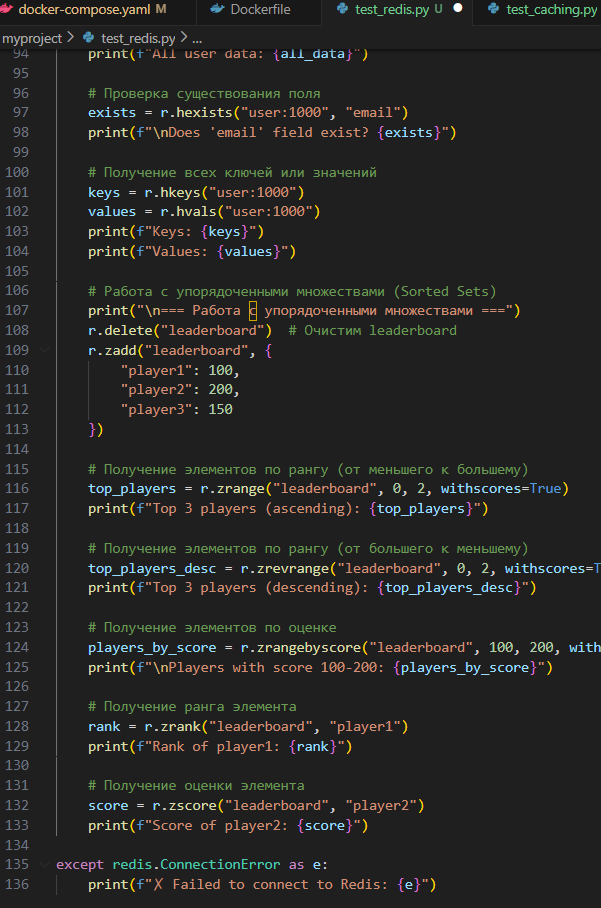 docker-compose.yaml M Dockerfile test_redis.py U test_caching.py
myproject > test_redis.py > ...
94 print(f"All user data: {all_data}")
95
96 # Проверка существования поля
97 exists = r.hexists("user:1000", "email")
98 print(f"\nDoes 'email' field exist? {exists}")
99
100 # Получение всех ключей или значений
101 keys = r.hkeys("user:1000")
102 values = r.hvals("user:1000")
103 print(f"Keys: {keys}")
104 print(f"Values: {values}")
105
106 # Работа с упорядоченными множествами (Sorted Sets)
107 print("\n=== Работа с упорядоченными множествами ===")
108 r.delete("leaderboard")  # Очистим leaderboard
109 r.zadd("leaderboard", {
110 "player1": 100,
111 "player2": 200,
112 "player3": 150
113 })
114
115 # Получение элементов по рангу (от меньшего к большему)
116 top_players = r.zrange("leaderboard", 0, 2, withscores=True)
117 print(f"Top 3 players (ascending): {top_players}")
118
119 # Получение элементов по рангу (от большего к меньшему)
120 top_players_desc = r.zrevrange("leaderboard", 0, 2, withscores=T
121 print(f"Top 3 players (descending): {top_players_desc}")
122
123 # Получение элементов по оценке
124 players_by_score = r.zrangebyscore("leaderboard", 100, 200, with
125 print(f"\nPlayers with score 100-200: {players_by_score}")
126
127 # Получение ранга элемента
128 rank = r.zrank("leaderboard", "player1")
129 print(f"Rank of player1: {rank}")
130
131 # Получение оценки элемента
132 score = r.zscore("leaderboard", "player2")
133 print(f"Score of player2: {score}")
134
135 except redis.ConnectionError as e:
136 print(f"✗ Failed to connect to Redis: {e}")